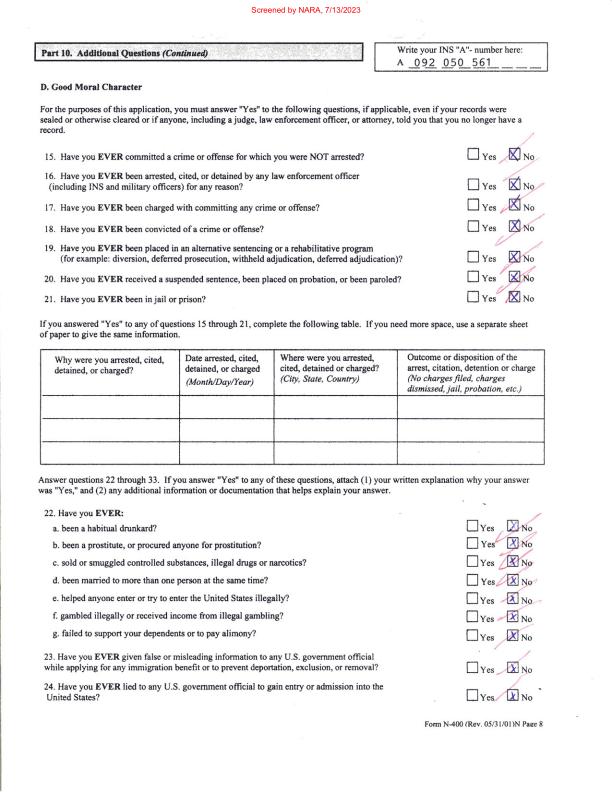 Screened by NARA, 7/13/2023
Part 10. Additional Questions (Continued)
Write your INS "A"- number here:
A 092 050 561
D. Good Moral Character
For the purposes of this application, you must answer "Yes" to the following questions, if applicable, even if your records were
sealed or otherwise cleared or if anyone, including a judge, law enforcement officer, or attorney, told you that you no longer have a
record.
15. Have you EVER committed a crime or offense for which you were NOT arrested? Yes X No
16. Have you EVER been arrested, cited, or detained by any law enforcement officer
(including INS and military officers) for any reason? Yes X No
17. Have you EVER been charged with committing any crime or offense? Yes X No
18. Have you EVER been convicted of a crime or offense? Yes X No
19. Have you EVER been placed in an alternative sentencing or a rehabilitative program
(for example: diversion, deferred prosecution, withheld adjudication, deferred adjudication)? Yes X No
20. Have you EVER received a suspended sentence, been placed on probation, or been paroled? Yes X No
21. Have you EVER been in jail or prison? Yes X No
If you answered "Yes" to any of questions 15 through 21, complete the following table. If you need more space, use a separate sheet
of paper to give the same information.
Why were you arrested, cited,
detained, or charged?
Date arrested, cited,
detained, or charged
(Month/Day/Year)
Where were you arrested,
cited, detained or charged?
(City, State, Country)
Outcome or disposition of the
arrest, citation, detention or charge
(No charges filed, charges
dismissed, jail, probation, etc.)
Answer questions 22 through 33. If you answer "Yes" to any of these questions, attach (1) your written explanation why your answer
was "Yes," and (2) any additional information or documentation that helps explain your answer.
22. Have you EVER:
a. been a habitual drunkard? Yes X No
b. been a prostitute, or procured anyone for prostitution? Yes X No
c. sold or smuggled controlled substances, illegal drugs or narcotics? Yes X No
d. been married to more than one person at the same time? Yes X No
e. helped anyone enter or try to enter the United States illegally? Yes X No
f. gambled illegally or received income from illegal gambling? Yes X No
g. failed to support your dependents or to pay alimony? Yes X No
23. Have you EVER given false or misleading information to any U.S. government official
while applying for any immigration benefit or to prevent deportation, exclusion, or removal? Yes X No
24. Have you EVER lied to any U.S. government official to gain entry or admission into the
United States? Yes X No
Form N-400 (Rev. 05/31/01)N Page 8